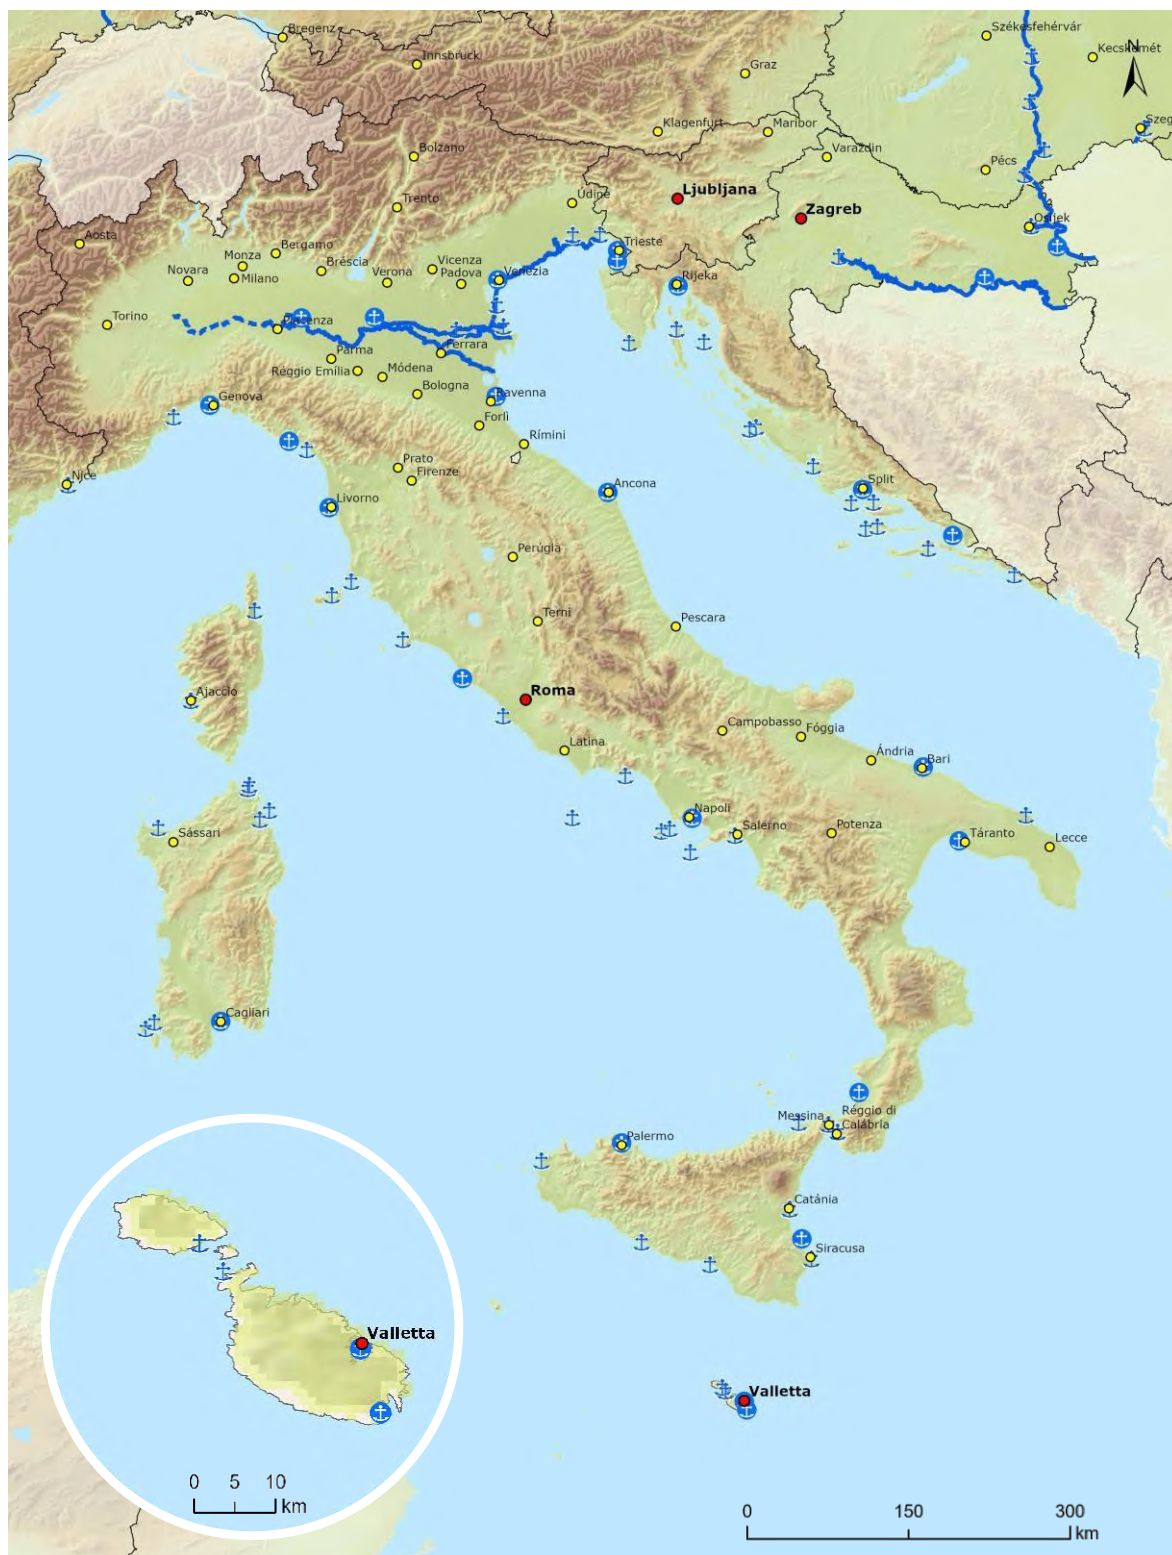 Bregenz
Székesfehérvár
N
Kecskemét
Innsbruck
Graz
Klagenfurt
Maribor
Szeg
Bolzano
Varazdin
Pécs
Ljubljana
Trento
Udine
Zagreb
Osijek
Aosta
Trieste
Bergamo
Monza
Vicenza
Bréscia
Novara
Milano
Verona
Padova
Venezia
Rijeka
Torino
Piacenza
Ferrara
Parma
Réggio Emília
Módena
Bologna
Ravenna
Genova
Forlì
Rímini
Prato
Firenze
Nice
Split
Ancona
Livorno
Perúgia
Terni
Pescara
Ajaccio
Roma
Campobasso
Fóggia
Latina
Ándria
Bari
Napoli
Sássari
Salerno
Potenza
Táranto
Lecce
Cagliari
Messina
Réggio di
Calábria
Palermo
Catánia
Siracusa
Valletta
Valletta
0 5 10
km
0 150 300
km